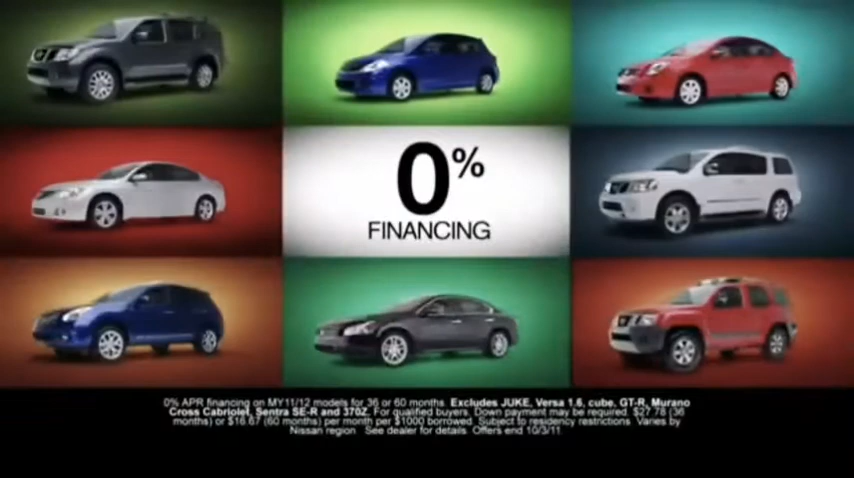 0%
FINANCING
0% APR financing on MY11/12 models for 36 or 60 months. Excludes JUKE, Versa 1.6, cube, GT-R, Murano
Cross Cabriolet, Sentra SE-R and 370Z. For qualified buyers. Down payment may be required. $27.78 (36
months) or $16.67 (60 months) per month per $1000 borrowed. Subject to residency restrictions. Varies by
Nissan region. See dealer for details. Offers end 10/3/11